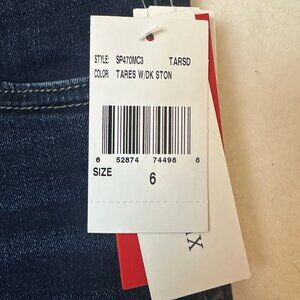 STYLE: SP470MC3 TARSD
COLOR: TARES W/DK STON
6 52874 74498 8
SIZE 6